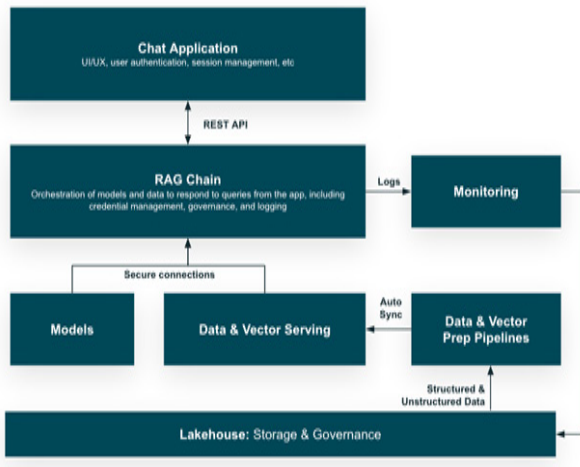 Chat Application
UI/UX, user authentication, session management, etc
REST API
RAG Chain
Orchestration of models and data to respond to queries from the app, including
credential management, governance, and logging
Logs
Monitoring
Secure connections
Models
Data & Vector Serving
Auto
Sync
Data & Vector
Prep Pipelines
Structured &
Unstructured Data
Lakehouse: Storage & Governance